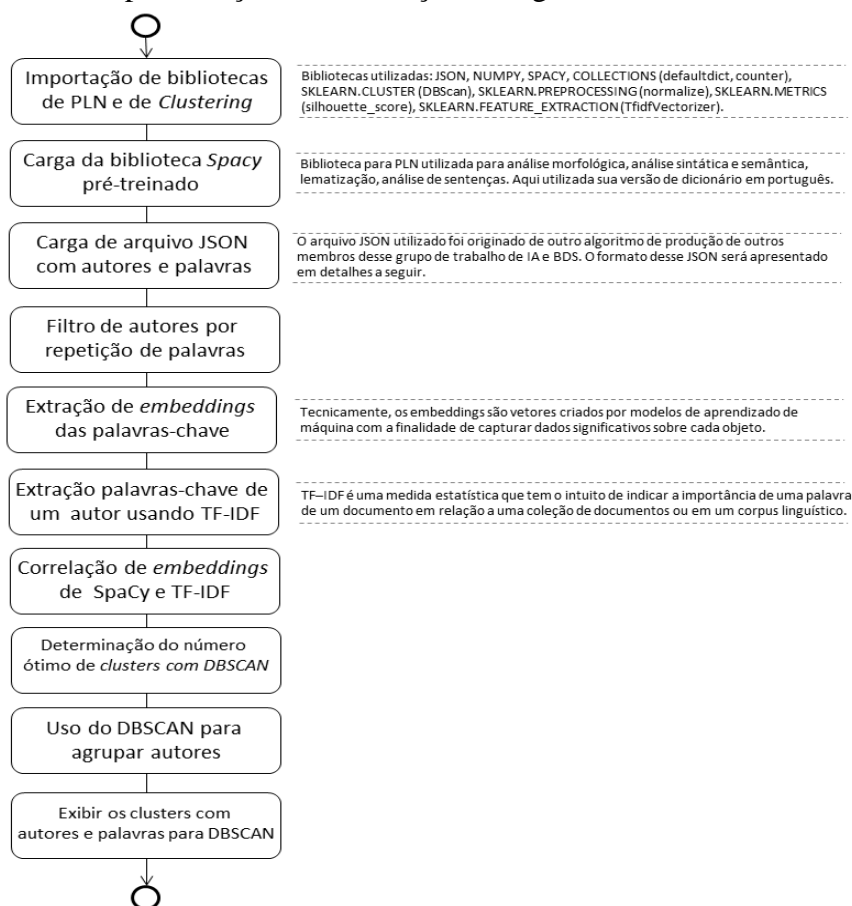 Importação de bibliotecas
de PLN e de Clustering
Bibliotecas utilizadas: JSON, NUMPY, SPACY, COLLECTIONS (defaultdict, counter),
SKLEARN.CLUSTER (DBScan), SKLEARN.PREPROCESSING (normalize), SKLEARN.METRICS
(silhouette_score), SKLEARN.FEATURE_EXTRACTION (TfidfVectorizer).
Carga da biblioteca Spacy
pré-treinado
Biblioteca para PLN utilizada para análise morfológica, análise sintática e semântica,
lematização, análise de sentenças. Aqui utilizada sua versão de dicionário em português.
Carga de arquivo JSON
com autores e palavras
O arquivo JSON utilizado foi originado de outro algoritmo de produção de outros
membros desse grupo de trabalho de IA e BDS. O formato desse JSON será apresentado
em detalhes a seguir.
Filtro de autores por
repetição de palavras
Extração de embeddings
das palavras-chave
Tecnicamente, os embeddings são vetores criados por modelos de aprendizado de
máquina com a finalidade de capturar dados significativos sobre cada objeto.
Extração palavras-chave de
um autor usando TF-IDF
TF–IDF é uma medida estatística que tem o intuito de indicar a importância de uma palavra
de um documento em relação a uma coleção de documentos ou em um corpus linguístico.
Correlação de embeddings
de SpaCy e TF-IDF
Determinação do número
ótimo de clusters com DBSCAN
Uso do DBSCAN para
agrupar autores
Exibir os clusters com
autores e palavras para DBSCAN